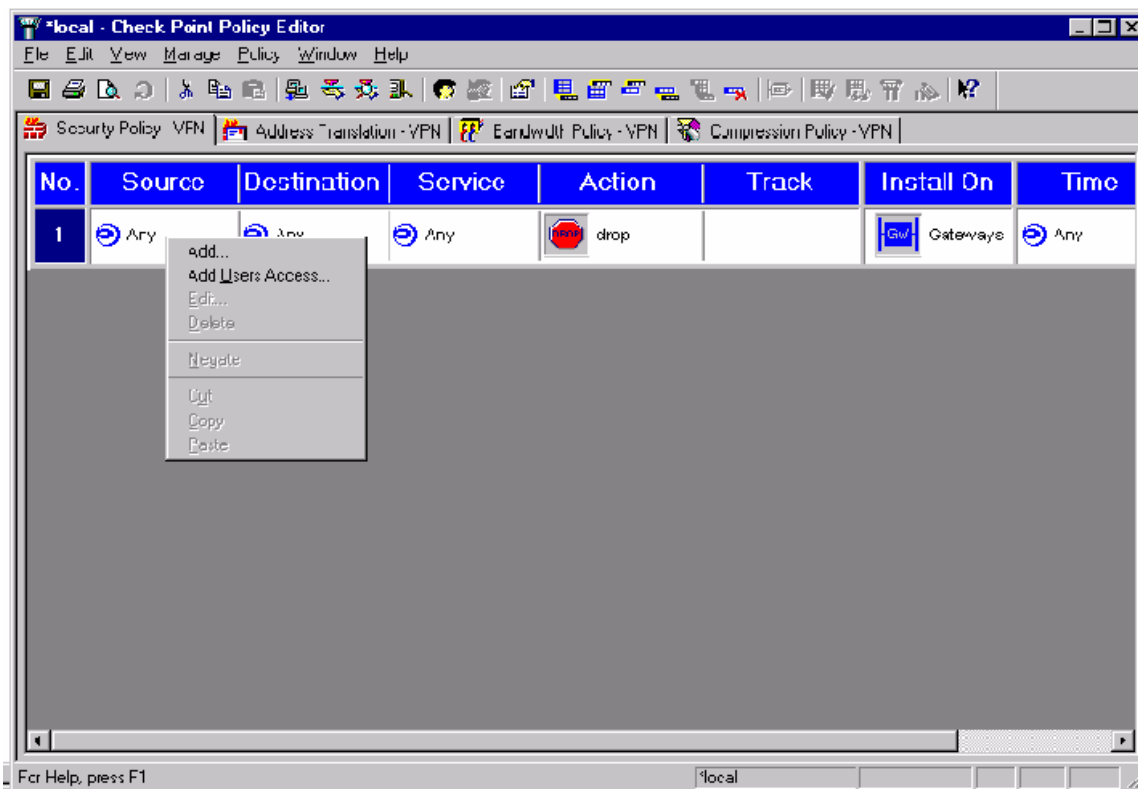 *local - Check Point Policy Editor
File Edit View Manage Policy Window Help
Security Policy - VPN Address Translation - VPN Bandwidth Policy - VPN Compression Policy - VPN
No. Source Destination Service Action Track Install On Time
1 Any Any Any drop Gateways Any
Add...
Add Users Access...
Edit...
Delete
Negate
Cut
Copy
Paste
For Help, press F1
*local